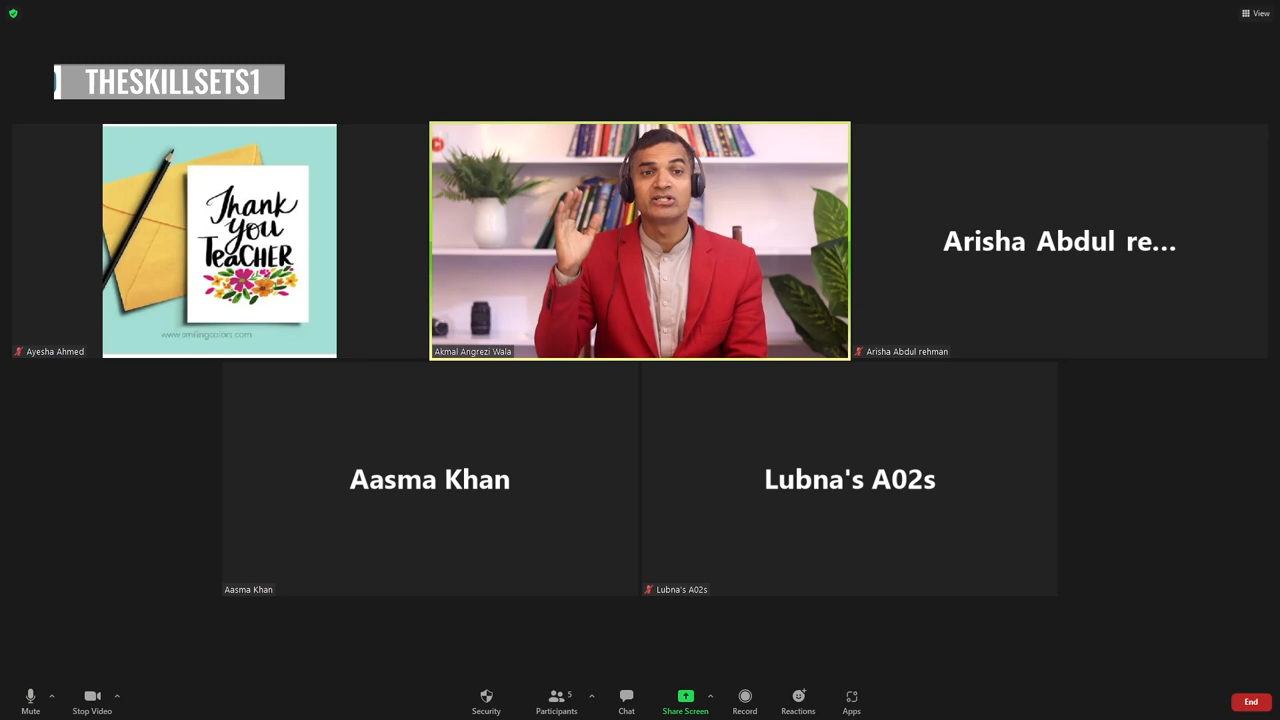 View
THESKILLSETS1
Thank
you
TeaCHER
www.smilingcolors.com
Ayesha Ahmed
Akmal Angrezi Wala
Arisha Abdul re...
Arisha Abdul rehman
Aasma Khan
Aasma Khan
Lubna's A02s
Lubna's A02s
Mute
Stop Video
Security
5
Participants
Chat
Share Screen
Record
Reactions
Apps
End